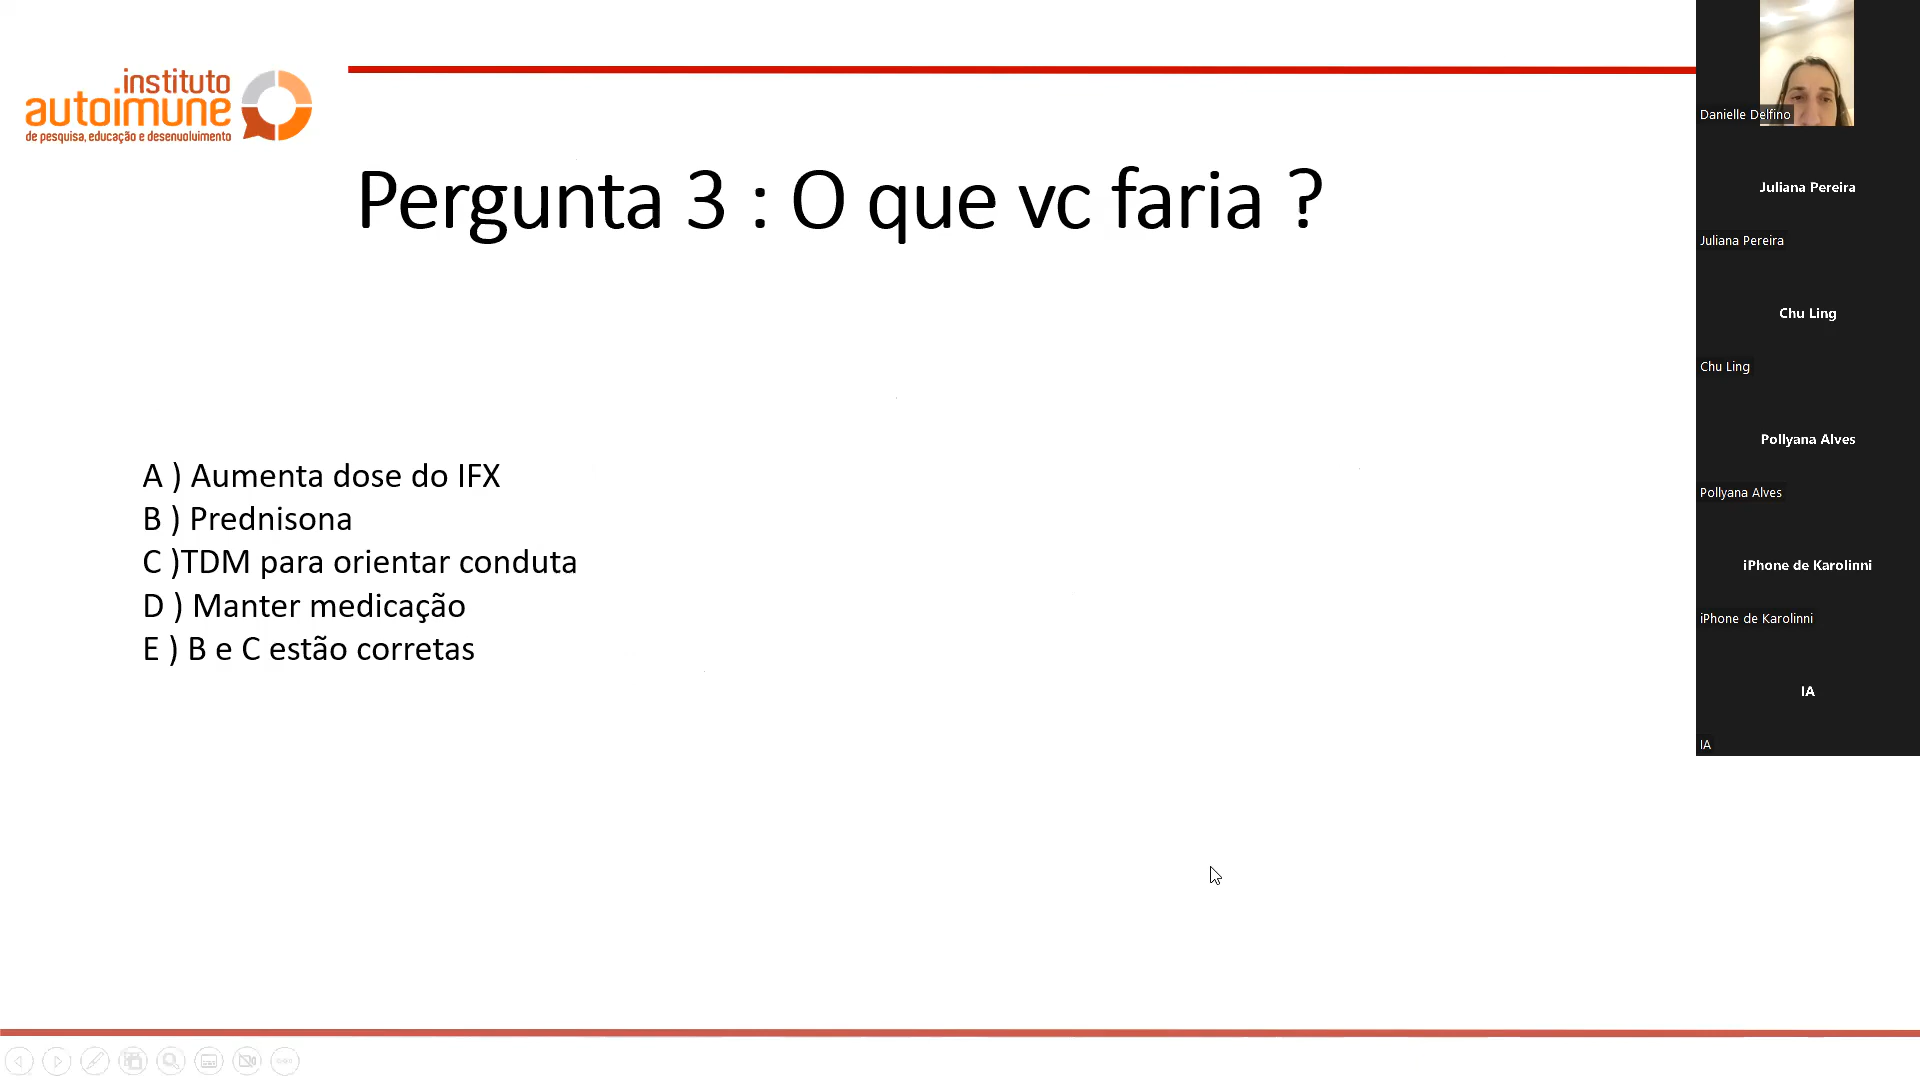 instituto
autoimune
de pesquisa, educação e desenvolvimento
Pergunta 3 : O que vc faria ?
A ) Aumenta dose do IFX
B ) Prednisona
C )TDM para orientar conduta
D ) Manter medicação
E ) B e C estão corretas
Danielle Delfino
Juliana Pereira
Juliana Pereira
Chu Ling
Chu Ling
Pollyana Alves
Pollyana Alves
iPhone de Karolinni
iPhone de Karolinni
IA
IA